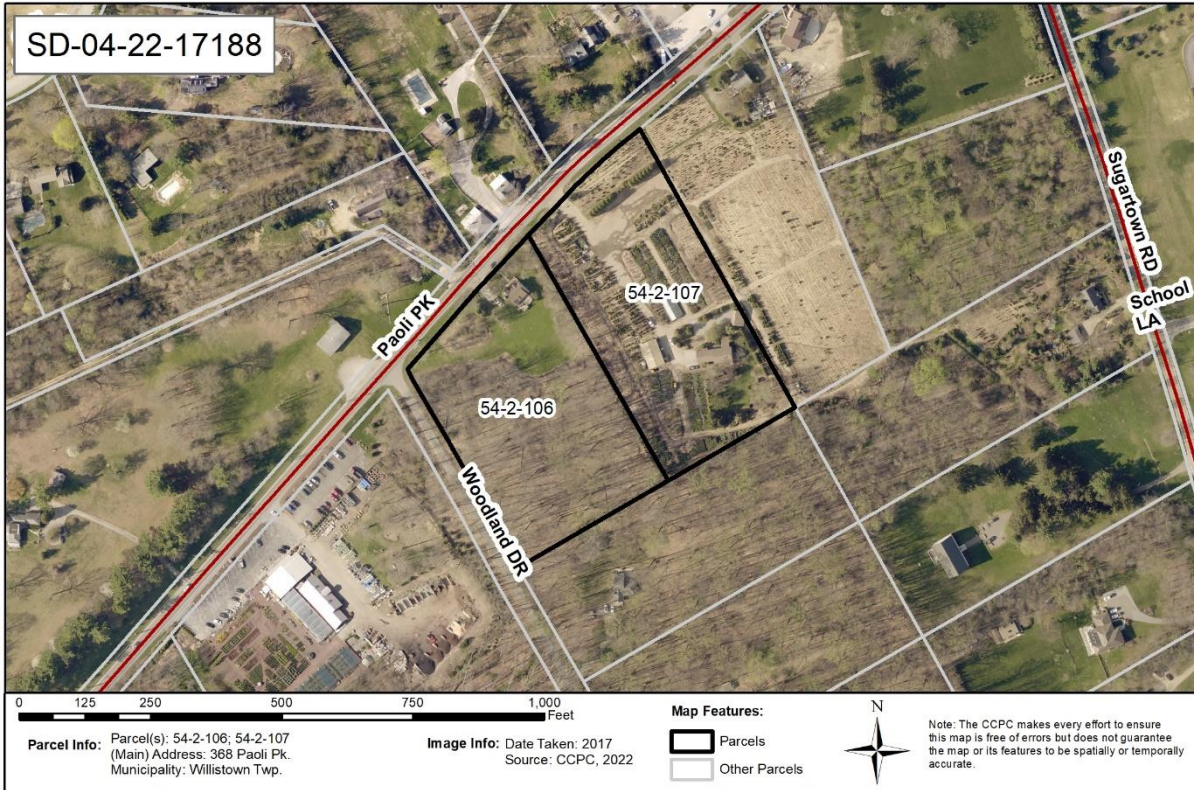 SD-04-22-17188
Paoli PK
54-2-107
54-2-106
Woodland DR
Sugartown RD
School
LA
0 125 250 500 750 1,000
Feet
Parcel Info: Parcel(s): 54-2-106; 54-2-107
(Main) Address: 368 Paoli Pk.
Municipality: Willistown Twp.
Image Info: Date Taken: 2017
Source: CCPC, 2022
Map Features:
Parcels
Other Parcels
N
Note: The CCPC makes every effort to ensure
this map is free of errors but does not guarantee
the map or its features to be spatially or temporally
accurate.